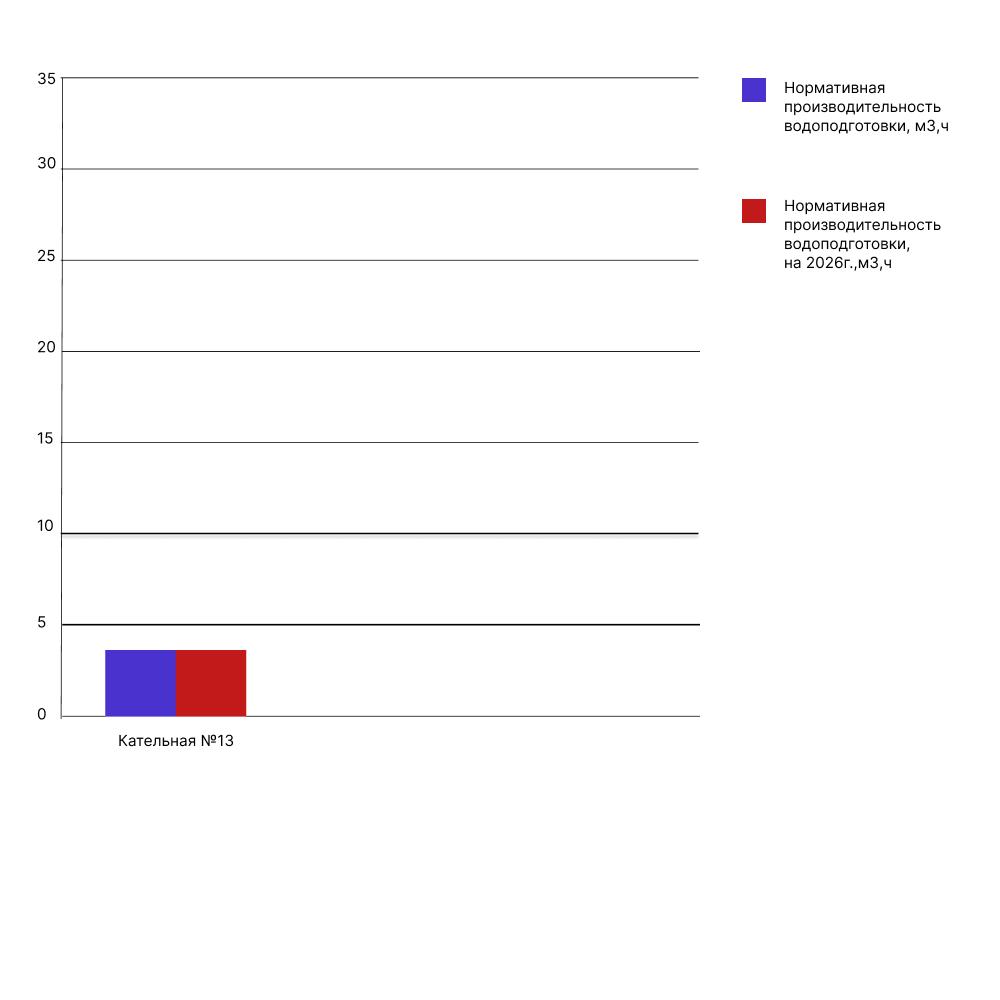 35
30
25
20
15
10
5
0
Кательная №13
Нормативная
производительность
водоподготовки, м3,ч
Нормативная
производительность
водоподготовки,
на 2026г.,м3,ч